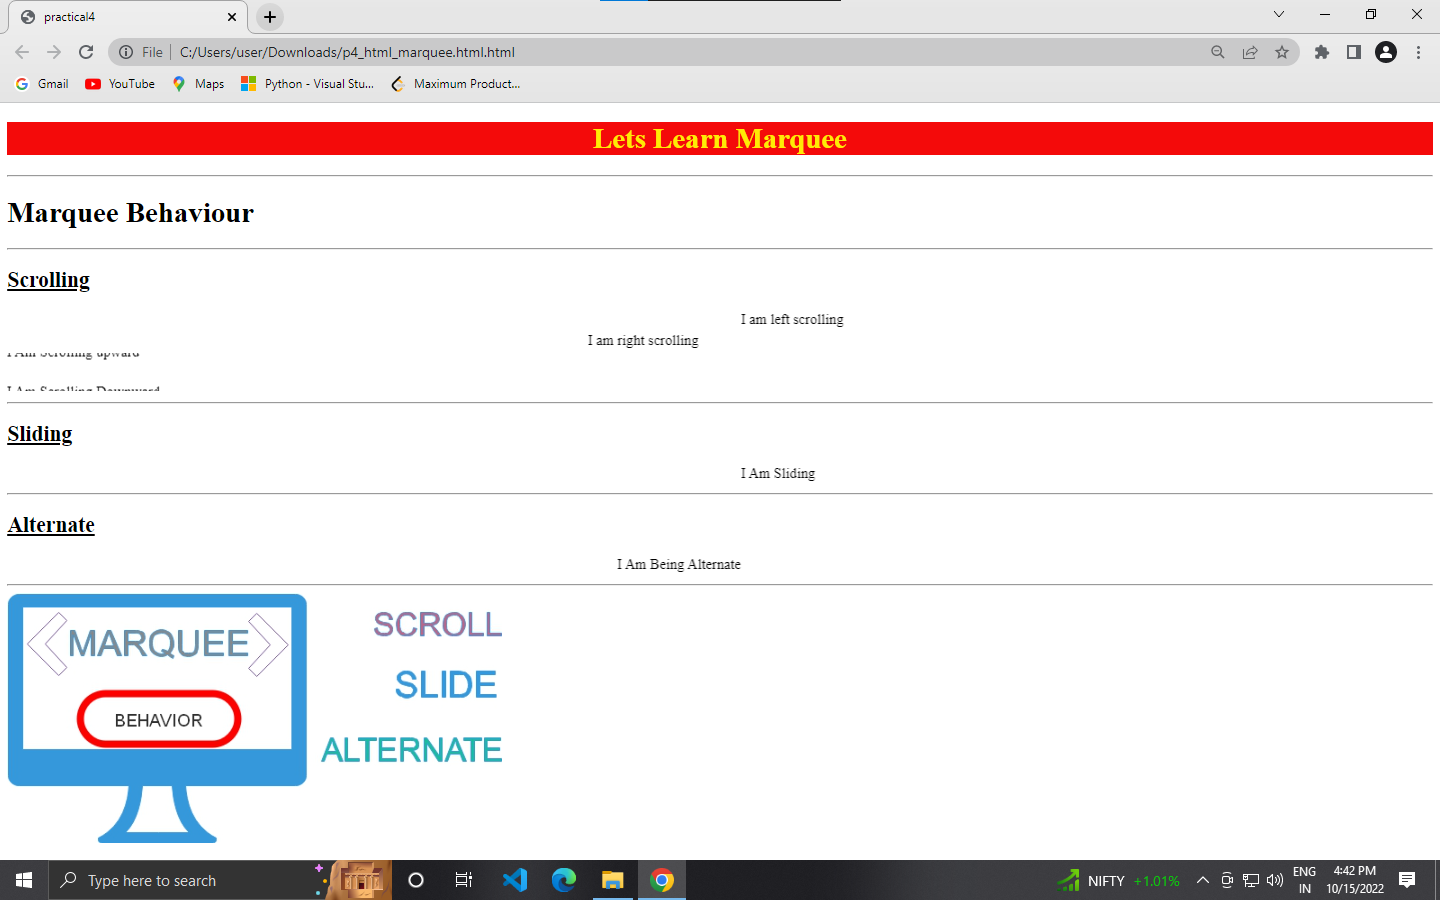 practical4
File
C:/Users/user/Downloads/p4_html_marquee.html.html
Gmail
YouTube
Maps
Python - Visual Stu...
Maximum Product...
Lets Learn Marquee
Marquee Behaviour
Scrolling
I am left scrolling
I am right scrolling
I Am Scrolling upward
I Am Scrolling Downward
Sliding
I Am Sliding
Alternate
I Am Being Alternate
MARQUEE
BEHAVIOR
SCROLL
SLIDE
ALTERNATE
Type here to search
NIFTY +1.01%
ENG
IN
4:42 PM
10/15/2022